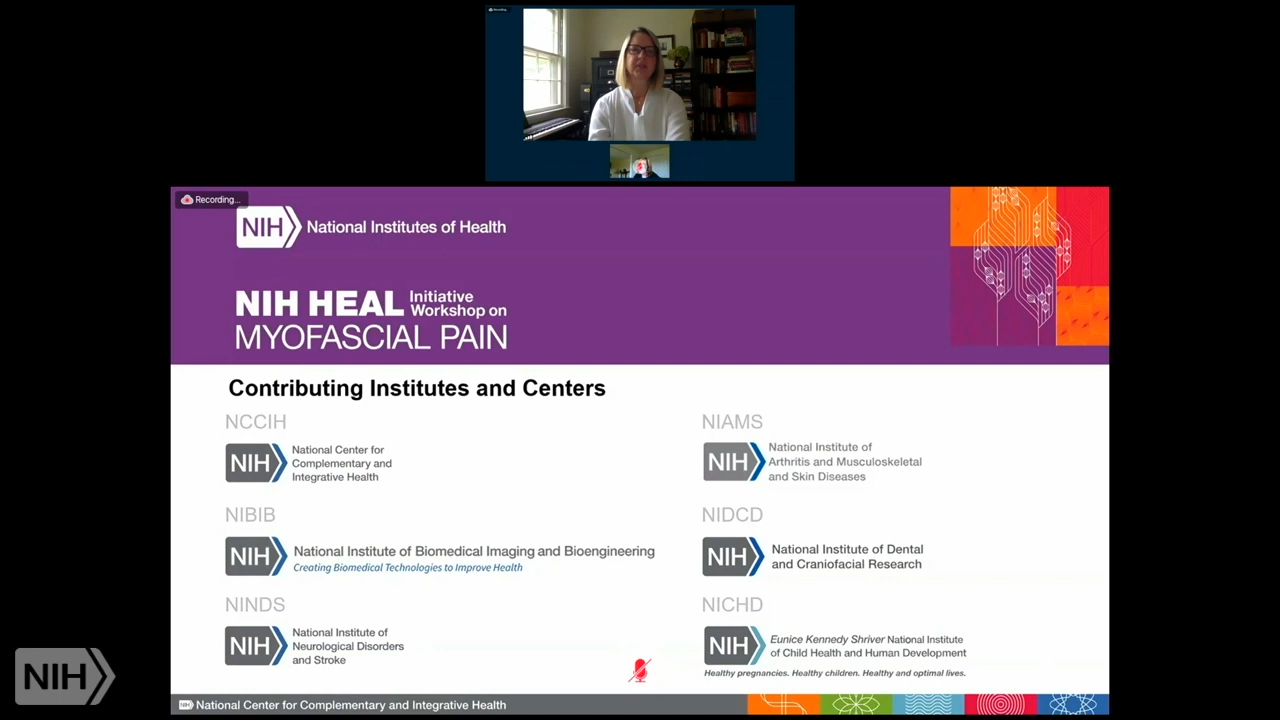 Recording...
Recording...
NIH National Institutes of Health
NIH HEAL Initiative
Workshop on
MYOFASCIAL PAIN
Contributing Institutes and Centers
NCCIH
NIH National Center for
Complementary and
Integrative Health
NIAMS
NIH National Institute of
Arthritis and Musculoskeletal
and Skin Diseases
NIBIB
NIH National Institute of Biomedical Imaging and Bioengineering
Creating Biomedical Technologies to Improve Health
NIDCD
NIH National Institute of Dental
and Craniofacial Research
NINDS
NIH National Institute of
Neurological Disorders
and Stroke
NICHD
NIH Eunice Kennedy Shriver National Institute
of Child Health and Human Development
Healthy pregnancies. Healthy children. Healthy and optimal lives.
NIH
NIH National Center for Complementary and Integrative Health